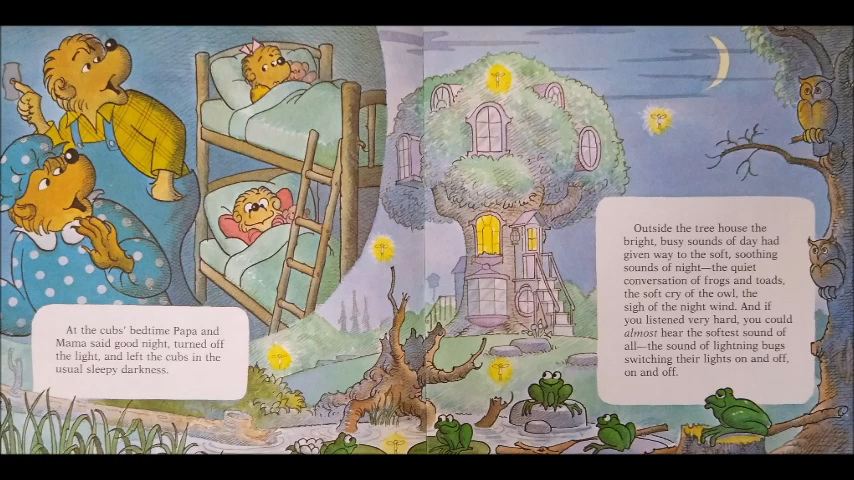 At the cubs' bedtime Papa and
Mama said good night, turned off
the light, and left the cubs in the
usual sleepy darkness.
Outside the tree house the
bright, busy sounds of day had
given way to the soft, soothing
sounds of night—the quiet
conversation of frogs and toads,
the soft cry of the owl, the
sigh of the night wind. And if
you listened very hard, you could
almost hear the softest sound of
all—the sound of lightning bugs
switching their lights on and off,
on and off.